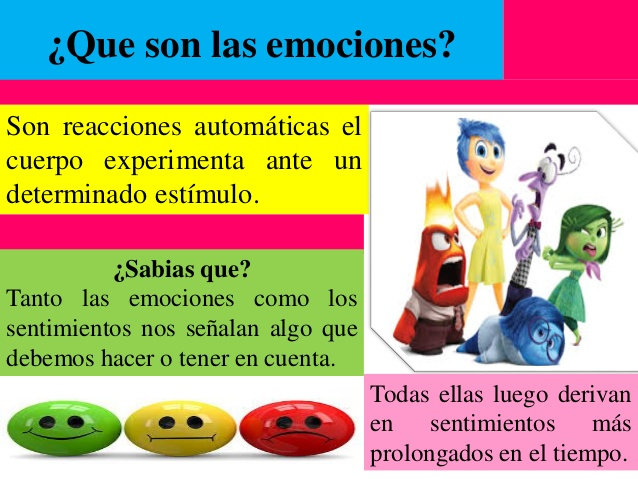 ¿Que son las emociones?
Son reacciones automáticas el
cuerpo experimenta ante un
determinado estímulo.
¿Sabias que?
Tanto las emociones como los
sentimientos nos señalan algo que
debemos hacer o tener en cuenta.
Todas ellas luego derivan
en sentimientos más
prolongados en el tiempo.